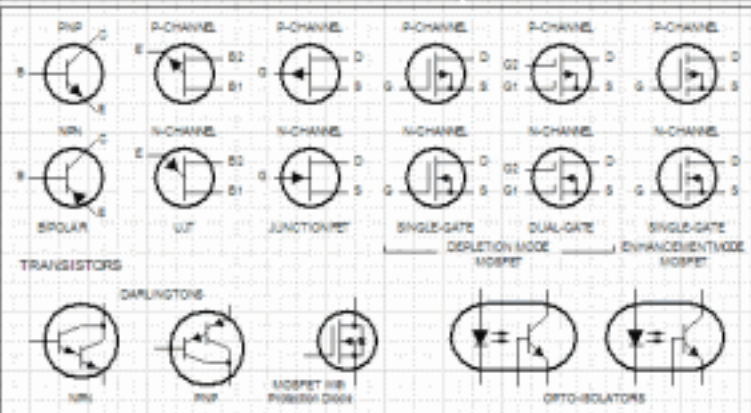 PNP P-CHANNEL P-CHANNEL P-CHANNEL P-CHANNEL P-CHANNEL
C E B2 D D D
B B1 G S G S G2 G1 S G S
E
NPN N-CHANNEL N-CHANNEL N-CHANNEL N-CHANNEL N-CHANNEL
C E B2 D D D D
B B1 G S G S G2 G1 S G S
E
BIPOLAR UJT JUNCTION FET SINGLE-GATE DUAL-GATE SINGLE-GATE
DEPLETION MODE ENHANCEMENT MODE
MOSFET MOSFET
TRANSISTORS
DARLINGTONS
MOSFET With
Protection Diode
NPN PNP OPTO-ISOLATORS